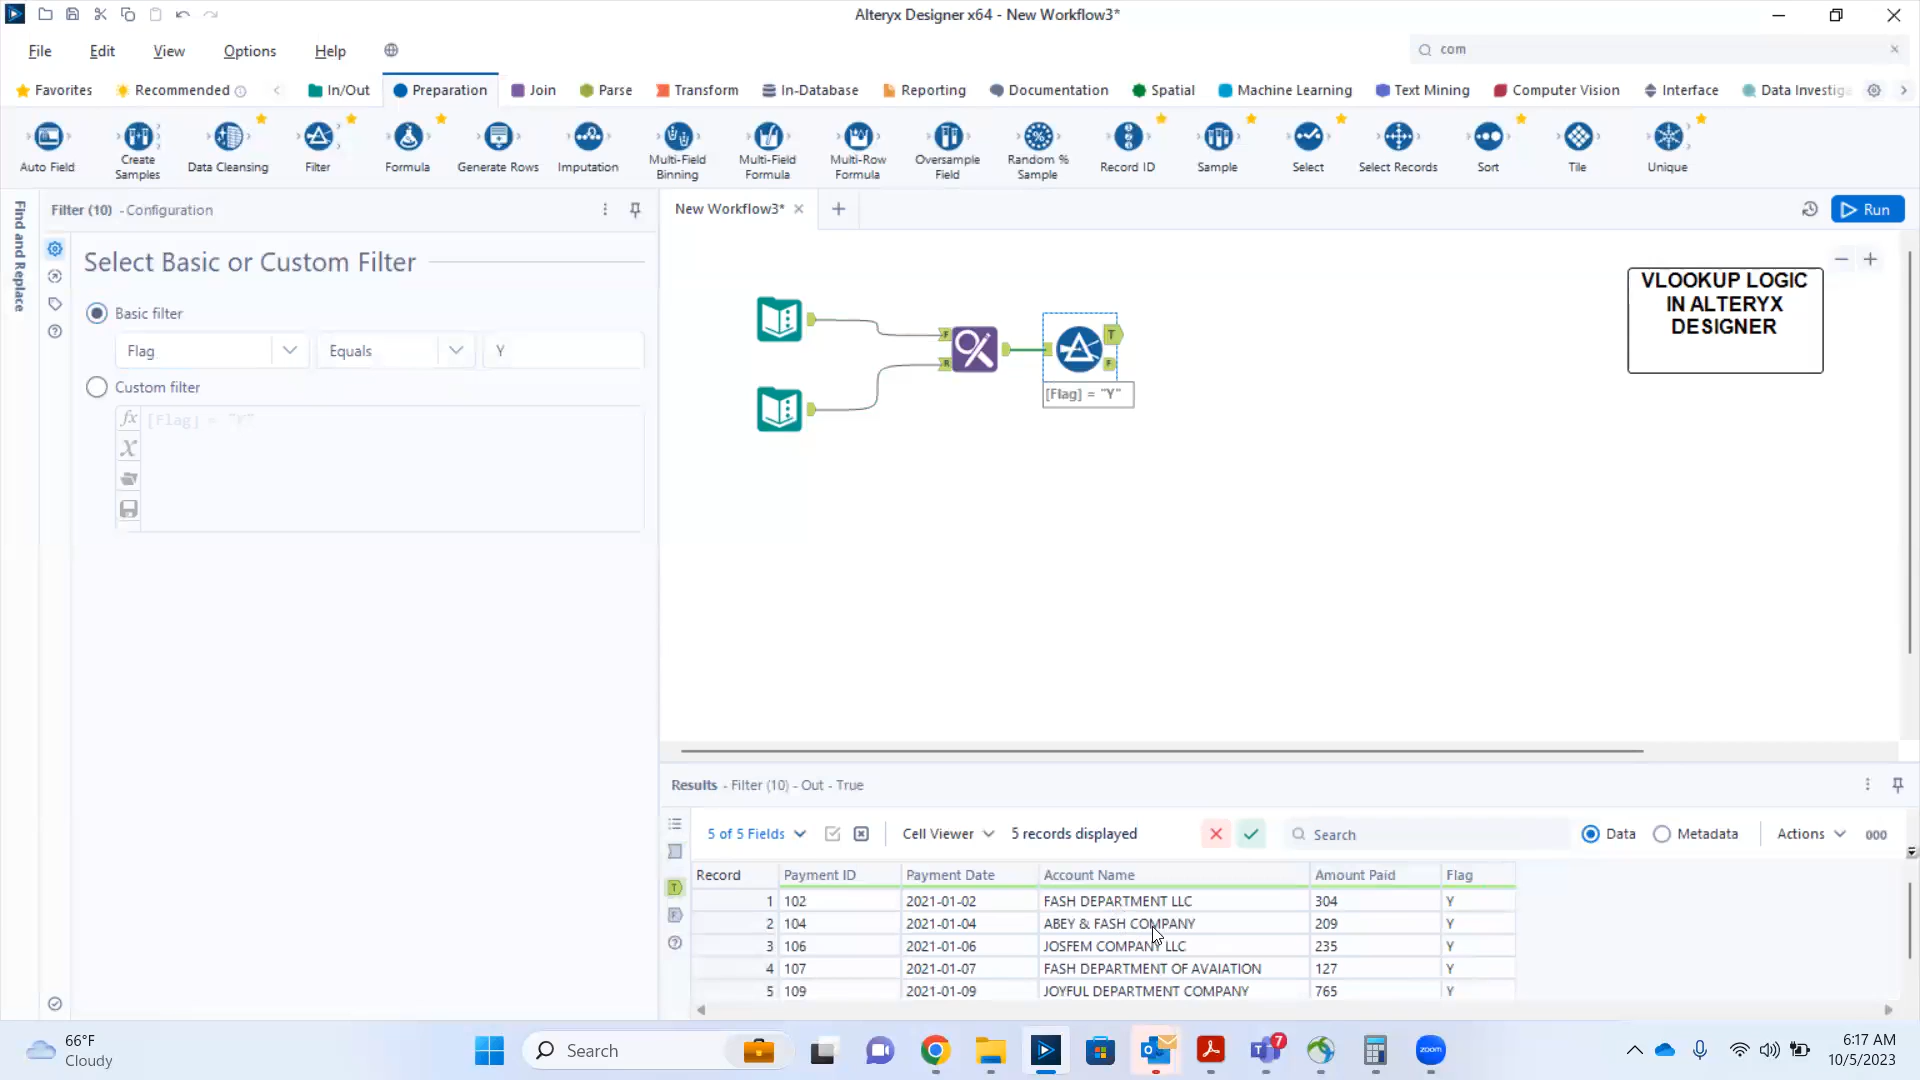 Alteryx Designer x64 - New Workflow3*
File Edit View Options Help
com
Favorites Recommended In/Out Preparation Join Parse Transform In-Database Reporting Documentation Spatial Machine Learning Text Mining Computer Vision Interface Data Investiga
Auto Field
Create
Samples
Data Cleansing
Filter
Formula
Generate Rows
Imputation
Multi-Field
Binning
Multi-Field
Formula
Multi-Row
Formula
Oversample
Field
Random %
Sample
Record ID
Sample
Select
Select Records
Sort
Tile
Unique
Find and Replace
Filter (10) - Configuration
New Workflow3*
Run
Select Basic or Custom Filter
Basic filter
Flag Equals Y
Custom filter
fx [Flag] = "Y"
X
F
R
T
F
[Flag] = "Y"
VLOOKUP LOGIC
IN ALTERYX
DESIGNER
Results - Filter (10) - Out - True
5 of 5 Fields Cell Viewer 5 records displayed Search Data Metadata Actions 000
Record Payment ID Payment Date Account Name Amount Paid Flag
1 102 2021-01-02 FASH DEPARTMENT LLC 304 Y
2 104 2021-01-04 ABEY & FASH COMPANY 209 Y
3 106 2021-01-06 JOSFEM COMPANY LLC 235 Y
4 107 2021-01-07 FASH DEPARTMENT OF AVAIATION 127 Y
5 109 2021-01-09 JOYFUL DEPARTMENT COMPANY 765 Y
T
F
66°F
Cloudy
Search
7
zoom
6:17 AM
10/5/2023